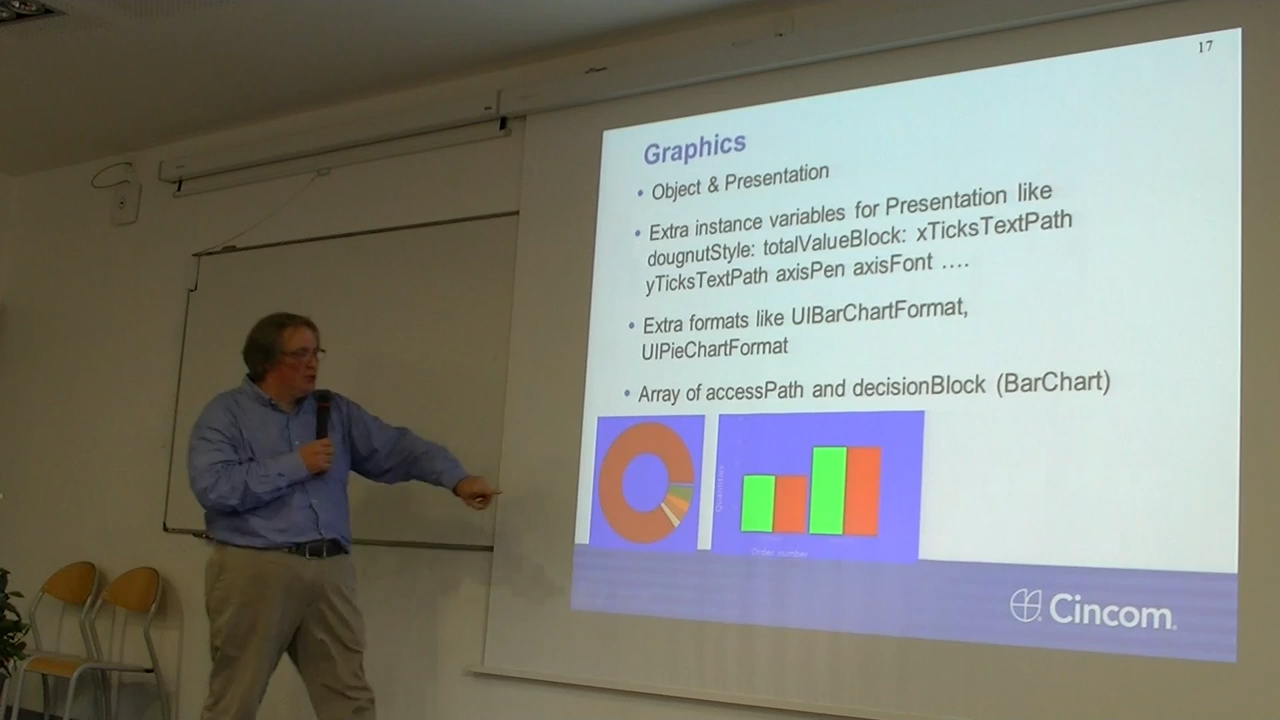 17
Graphics
• Object & Presentation
• Extra instance variables for Presentation like
dougnutStyle: totalValueBlock: xTicksTextPath
yTicksTextPath axisPen axisFont ....
• Extra formats like UIBarChartFormat,
UIPieChartFormat
• Array of accessPath and decisionBlock (BarChart)
Quantities
Order number
Cincom